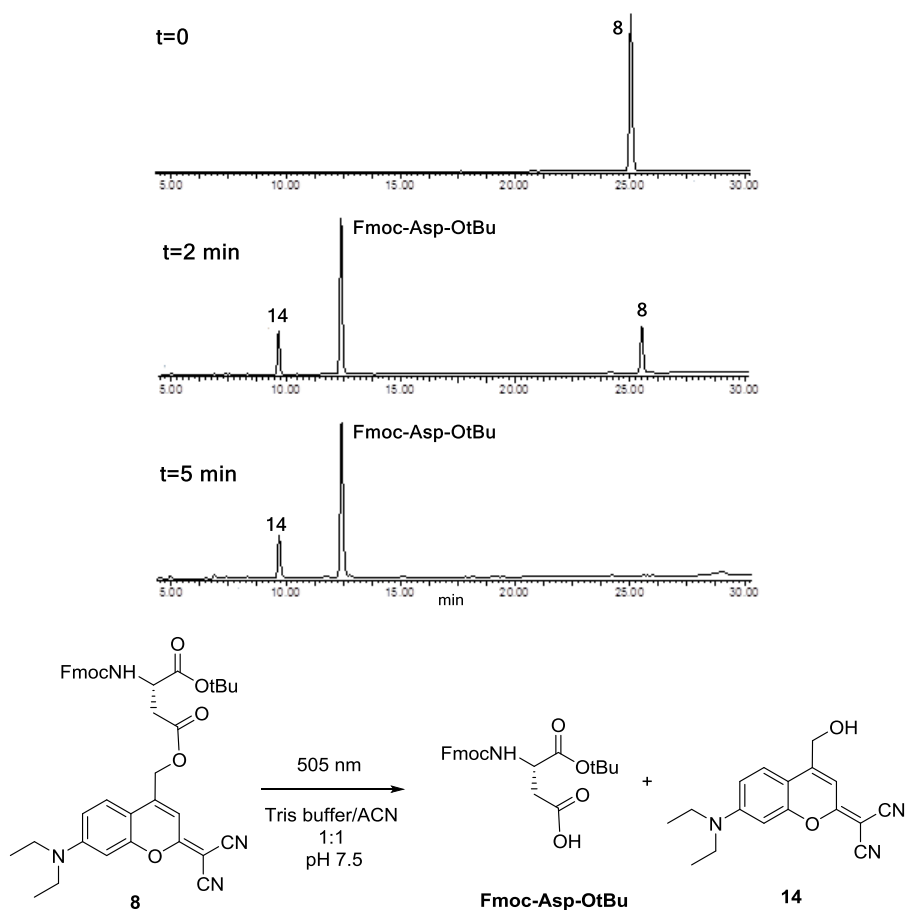 t=0
8
5.00 10.00 15.00 20.00 25.00 30.00
t=2 min
Fmoc-Asp-OtBu
14
8
5.00 10.00 15.00 20.00 25.00 30.00
t=5 min
Fmoc-Asp-OtBu
14
5.00 10.00 15.00 20.00 25.00 30.00
min
O
FmocHN
OtBu
O
O
N
O
CN
CN
8
505 nm
Tris buffer/ACN
1:1
pH 7.5
O
FmocHN
OtBu
O
OH
Fmoc-Asp-OtBu
+
OH
N
O
CN
CN
14